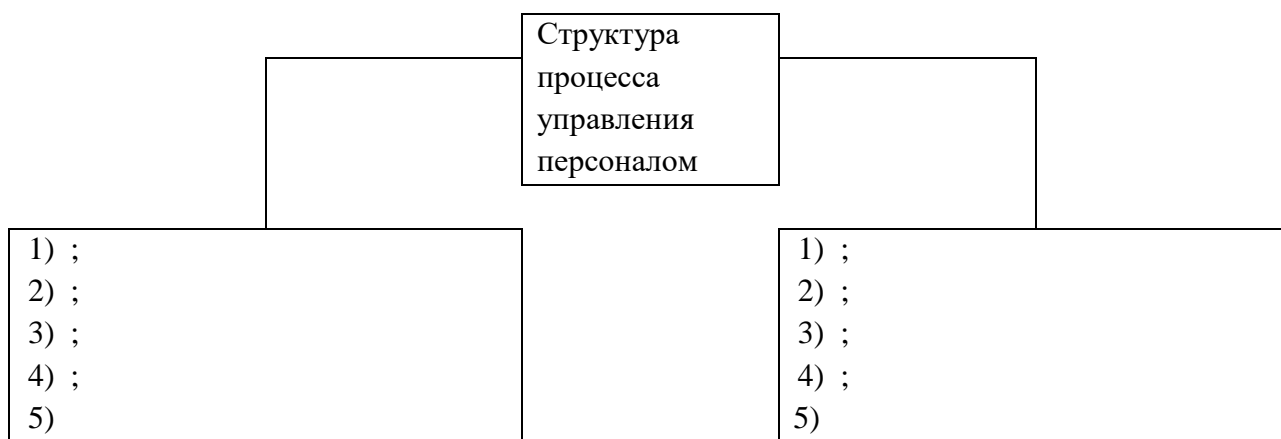 Структура
процесса
управления
персоналом
1) ;
2) ;
3) ;
4) ;
5)
1) ;
2) ;
3) ;
4) ;
5)